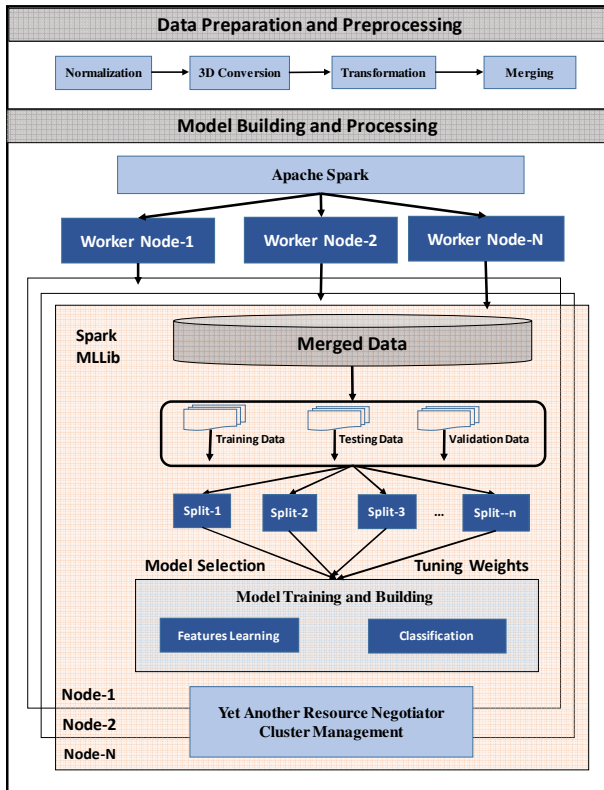 Data Preparation and Preprocessing
Normalization
3D Conversion
Transformation
Merging
Model Building and Processing
Apache Spark
Worker Node-1
Worker Node-2
Worker Node-N
Spark
MLLib
Merged Data
Training Data
Testing Data
Validation Data
Split-1
Split-2
Split-3
...
Split--n
Model Selection
Tuning Weights
Model Training and Building
Features Learning
Classification
Node-1
Node-2
Node-N
Yet Another Resource Negotiator
Cluster Management